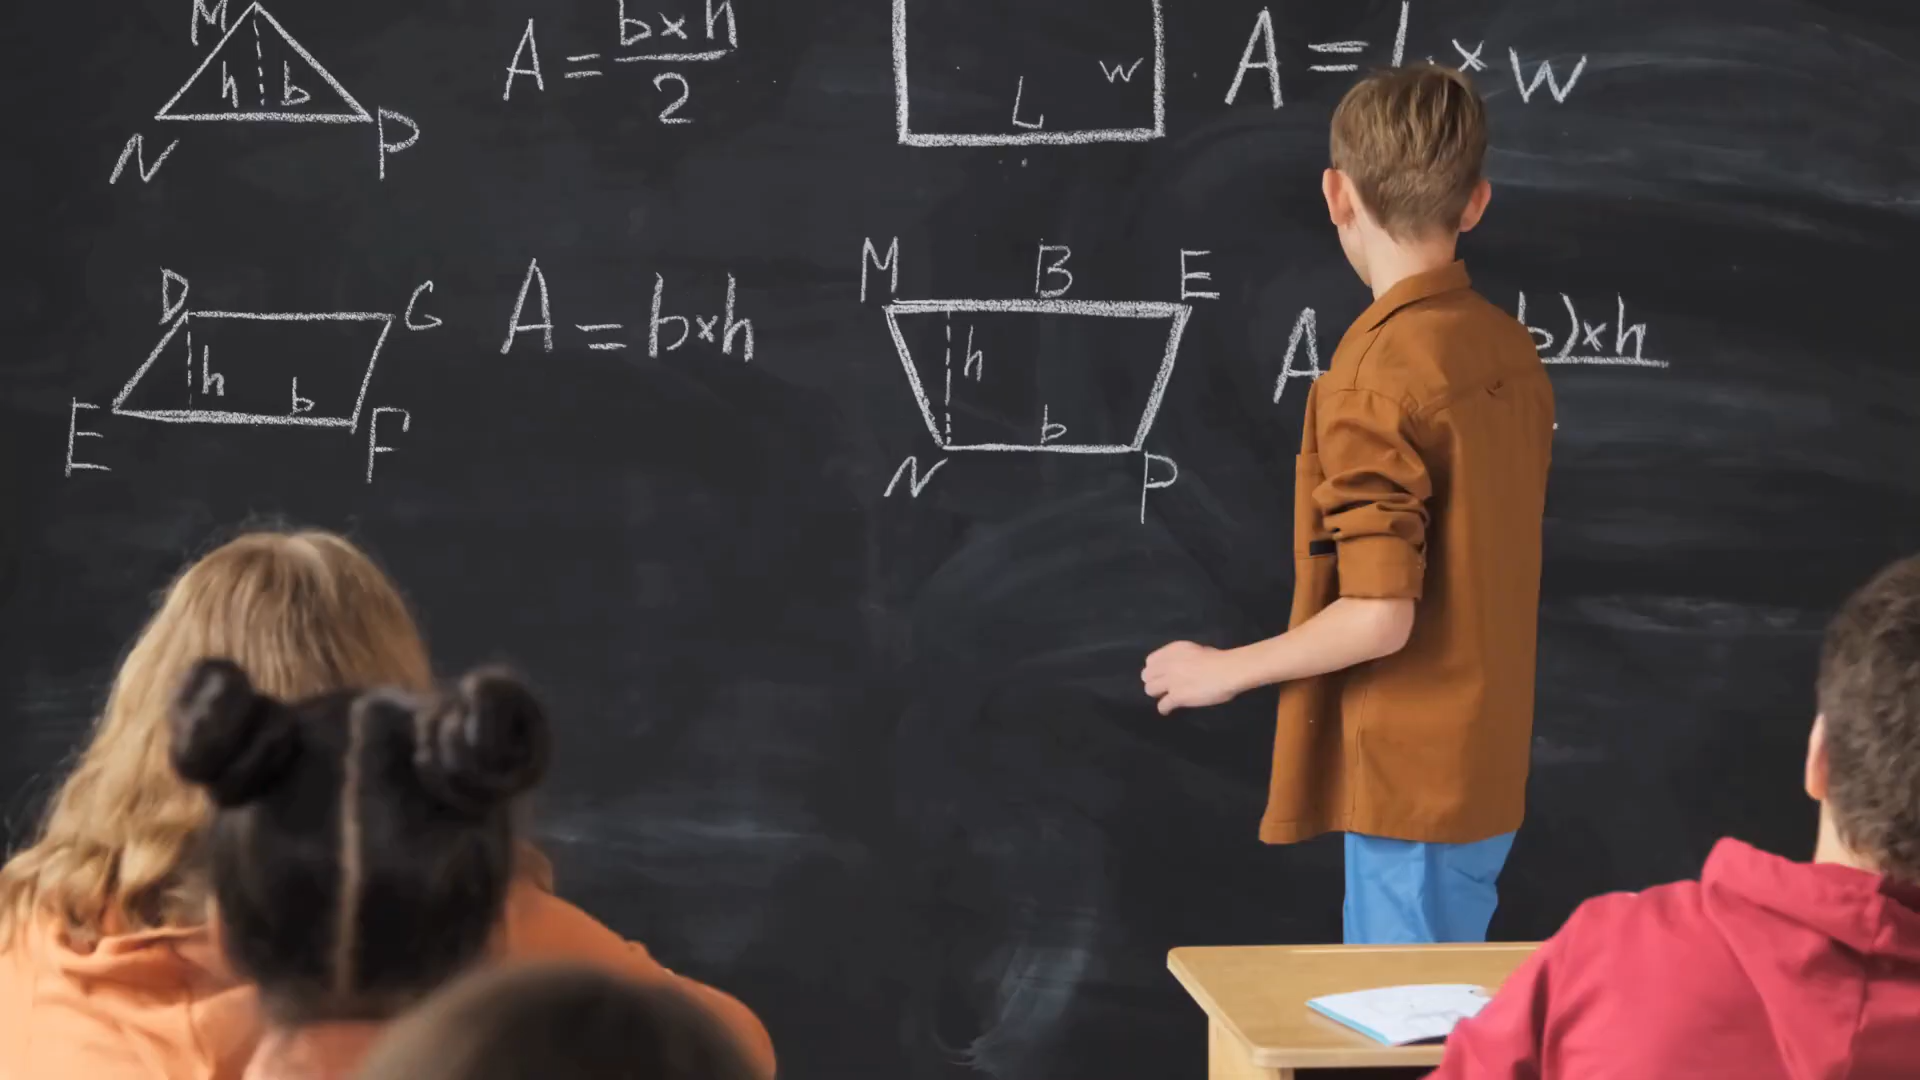 M
h b
N P
A = b×h
2
L
w
A = L × w
D G
h
b
E F
A = b×h
M B E
h
b
N P
A
b)×h